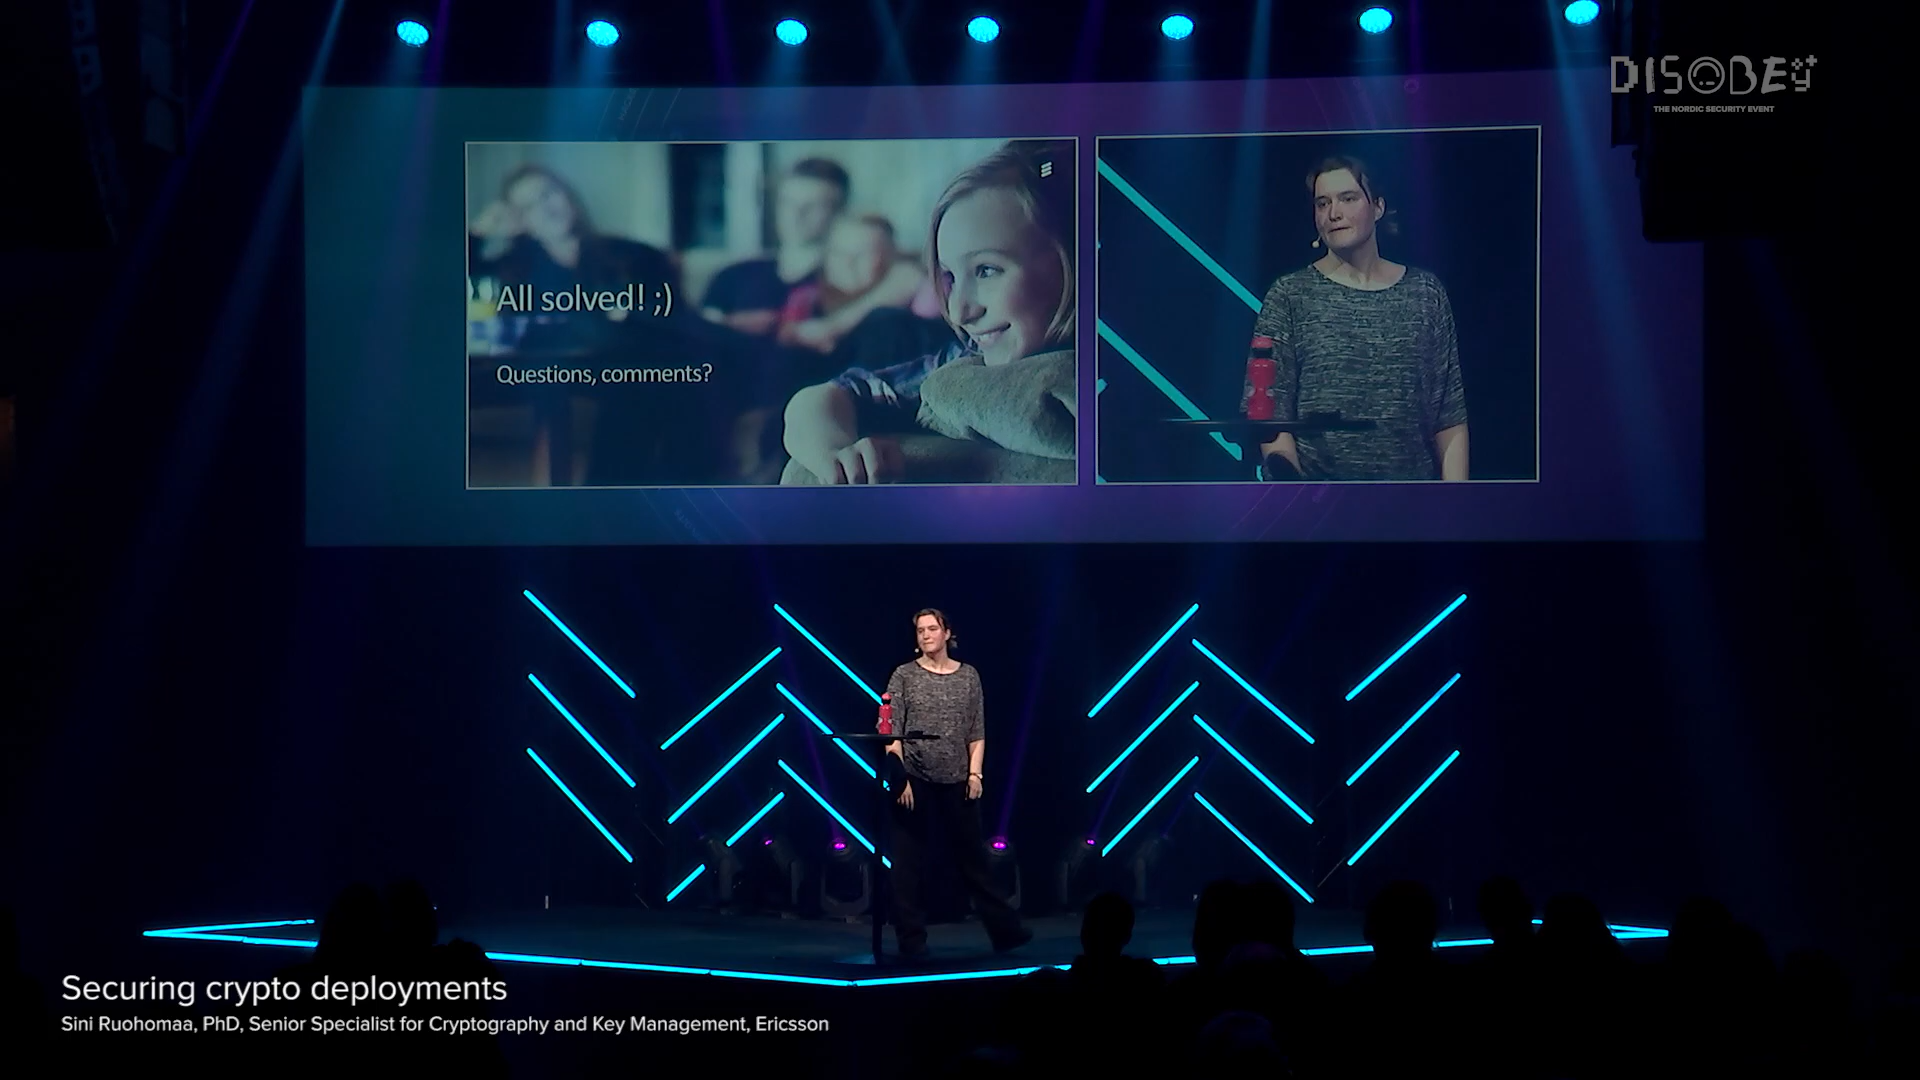 DISOBEY
THE NORDIC SECURITY EVENT
All solved! ;)
Questions, comments?
Securing crypto deployments
Sini Ruohomaa, PhD, Senior Specialist for Cryptography and Key Management, Ericsson